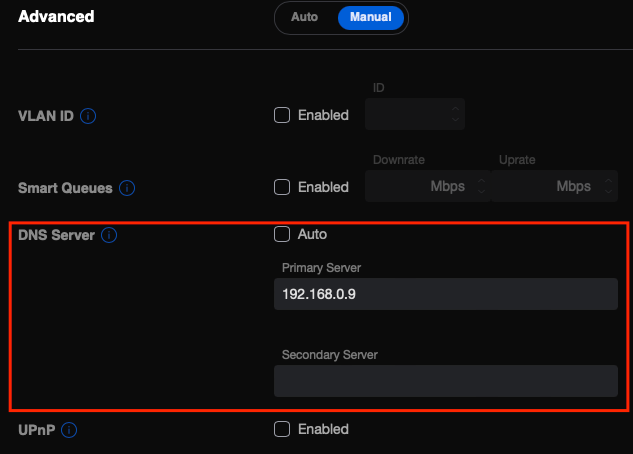 Advanced Auto Manual
ID
VLAN ID Enabled
Downrate Uprate
Smart Queues Enabled Mbps Mbps
DNS Server Auto
Primary Server
192.168.0.9
Secondary Server
UPnP Enabled